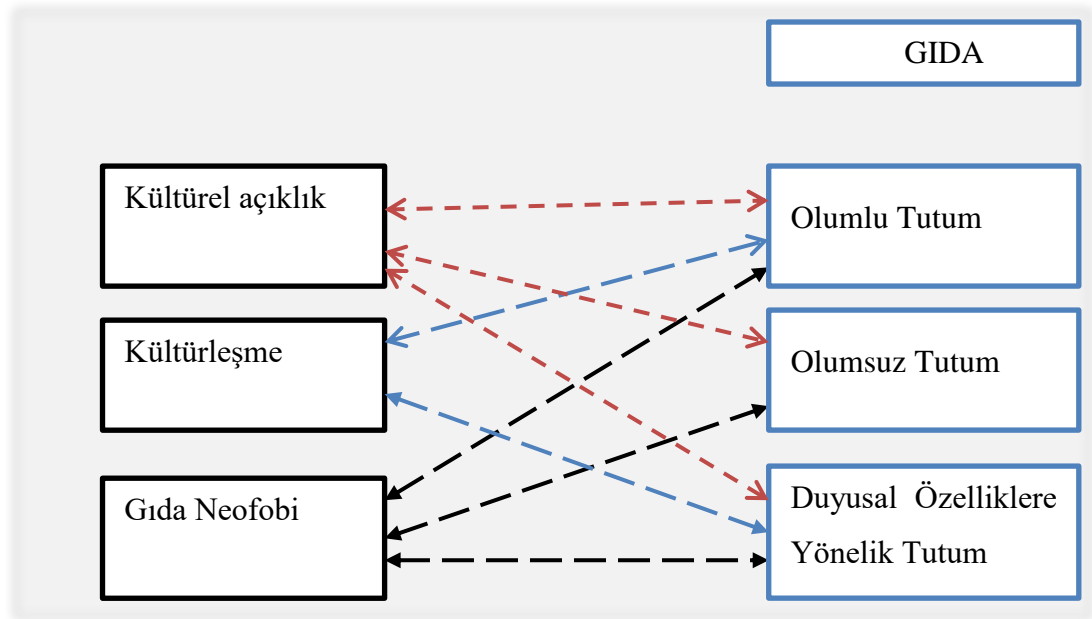 GIDA
Kültürel açıklık
Olumlu Tutum
Kültürleşme
Olumsuz Tutum
Gıda Neofobi
Duyusal Özelliklere
Yönelik Tutum